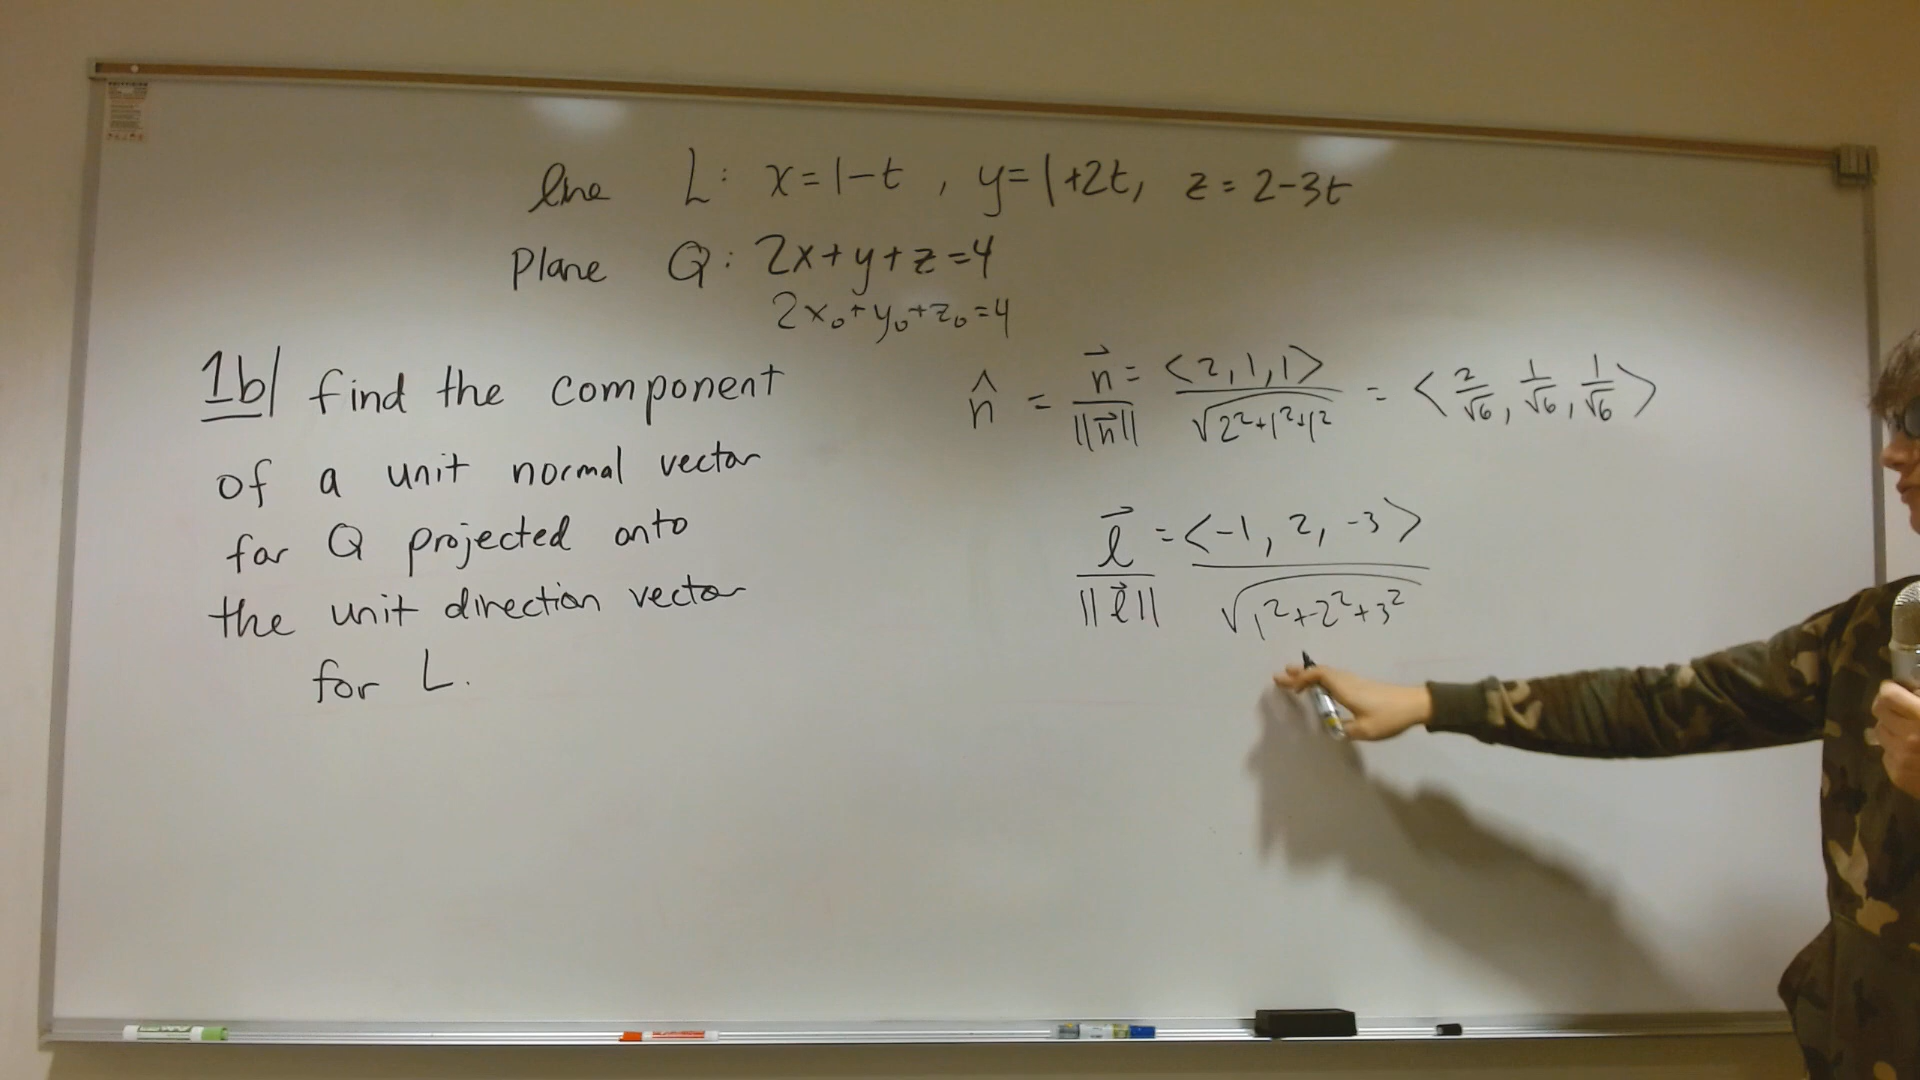 line L: x=1-t, y=1+2t, z=2-3t
Plane Q: 2x+y+z=4
2x₀+y₀+z₀=4
1b| find the component
of a unit normal vector
for Q projected onto
the unit direction vector
for L.
n̂ = n⃗/||n⃗|| = <2,1,1>/√(2²+1²+1²) = <2/√6, 1/√6, 1/√6>
l⃗/||l⃗|| = <-1, 2, -3>/√(1²+2²+3²)